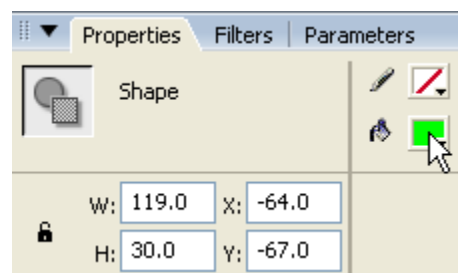 Properties Filters Parameters
Shape
W: 119.0 X: -64.0
H: 30.0 Y: -67.0